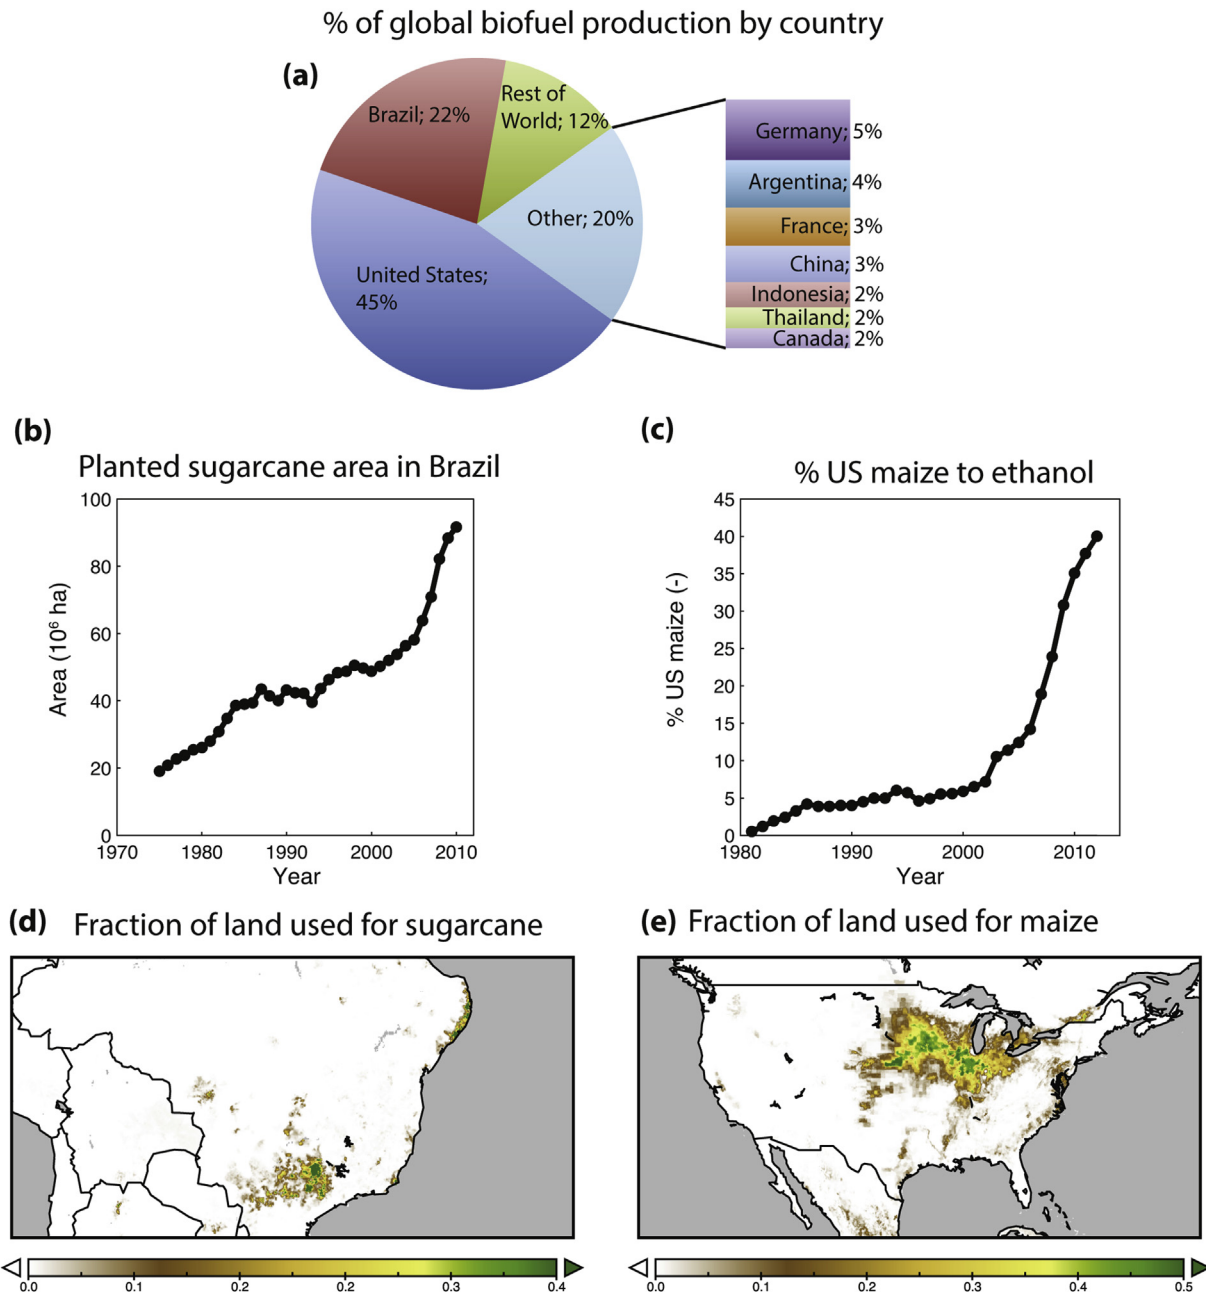 % of global biofuel production by country
(a)
Brazil; 22%
Rest of
World; 12%
Other; 20%
United States;
45%
Germany; 5%
Argentina; 4%
France; 3%
China; 3%
Indonesia; 2%
Thailand; 2%
Canada; 2%
(b)
Planted sugarcane area in Brazil
100
80
60
40
20
0
1970 1980 1990 2000 2010
Area (10⁶ ha)
Year
(c)
% US maize to ethanol
45
40
35
30
25
20
15
10
5
0
1980 1990 2000 2010
% US maize (-)
Year
(d) Fraction of land used for sugarcane
0.0 0.1 0.2 0.2 0.3 0.4
(e) Fraction of land used for maize
0.0 0.1 0.2 0.3 0.4 0.5